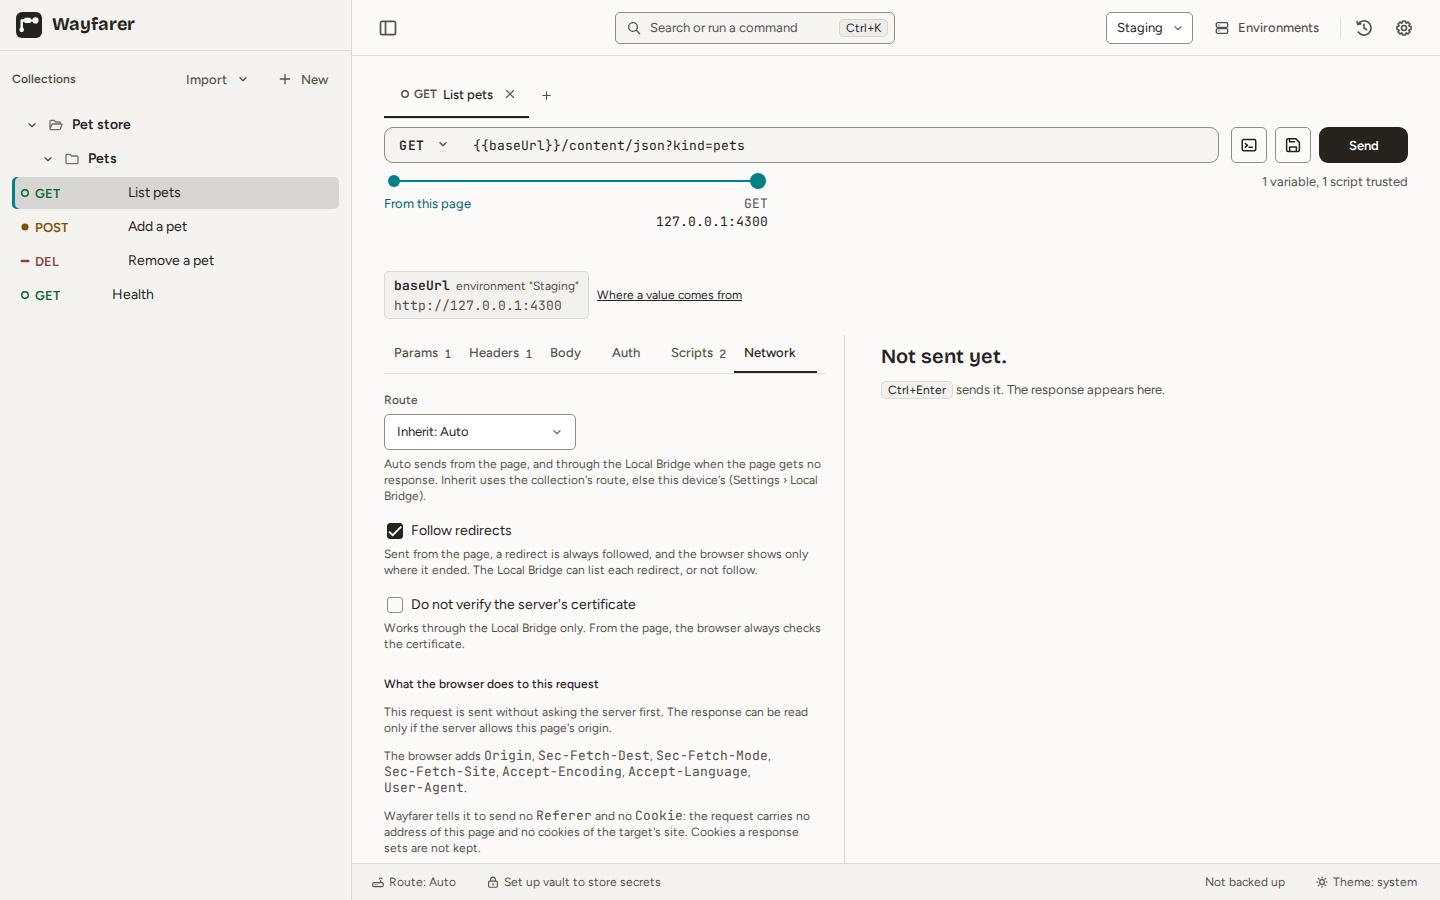 Wayfarer
Search or run a command Ctrl+K
Staging
Environments
Collections
Import
New
Pet store
Pets
GET List pets
POST Add a pet
DEL Remove a pet
GET Health
GET List pets
GET {{baseUrl}}/content/json?kind=pets
Send
1 variable, 1 script trusted
From this page
GET
127.0.0.1:4300
baseUrl environment "Staging"
http://127.0.0.1:4300
Where a value comes from
Params 1 Headers 1 Body Auth Scripts 2 Network
Route
Inherit: Auto
Auto sends from the page, and through the Local Bridge when the page gets no
response. Inherit uses the collection's route, else this device's (Settings › Local
Bridge).
Follow redirects
Sent from the page, a redirect is always followed, and the browser shows only
where it ended. The Local Bridge can list each redirect, or not follow.
Do not verify the server's certificate
Works through the Local Bridge only. From the page, the browser always checks
the certificate.
What the browser does to this request
This request is sent without asking the server first. The response can be read
only if the server allows this page's origin.
The browser adds Origin, Sec-Fetch-Dest, Sec-Fetch-Mode,
Sec-Fetch-Site, Accept-Encoding, Accept-Language,
User-Agent.
Wayfarer tells it to send no Referer and no Cookie: the request carries no
address of this page and no cookies of the target's site. Cookies a response
sets are not kept.
Not sent yet.
Ctrl+Enter sends it. The response appears here.
Route: Auto
Set up vault to store secrets
Not backed up
Theme: system